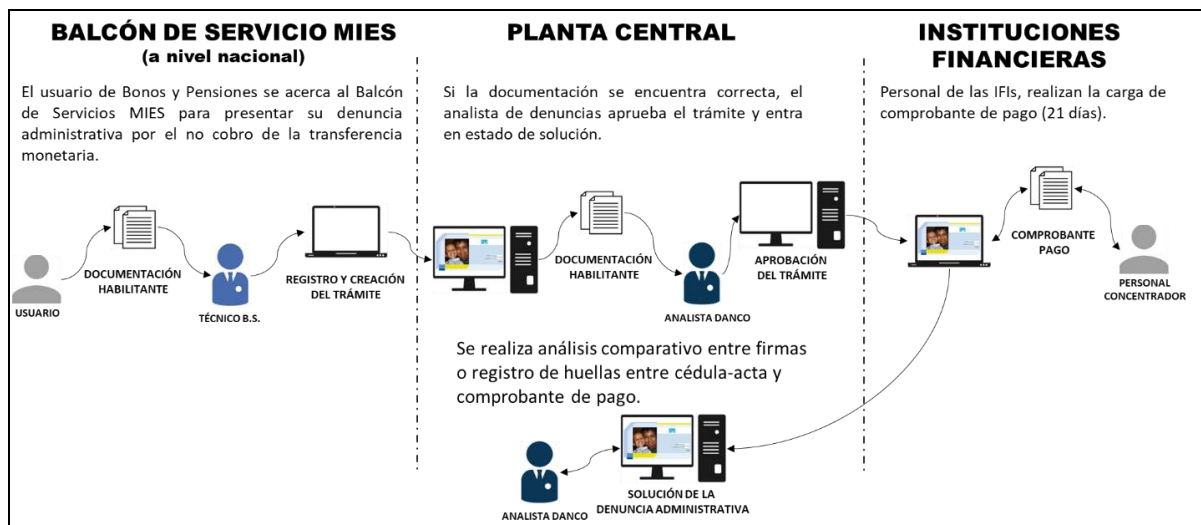 BALCÓN DE SERVICIO MIES
(a nivel nacional)
El usuario de Bonos y Pensiones se acerca al Balcón
de Servicios MIES para presentar su denuncia
administrativa por el no cobro de la transferencia
monetaria.
USUARIO
DOCUMENTACIÓN
HABILITANTE
TÉCNICO B.S.
REGISTRO Y CREACIÓN
DEL TRÁMITE
PLANTA CENTRAL
Si la documentación se encuentra correcta, el
analista de denuncias aprueba el trámite y entra
en estado de solución.
DOCUMENTACIÓN
HABILITANTE
ANALISTA DANCO
APROBACIÓN
DEL TRÁMITE
Se realiza análisis comparativo entre firmas
o registro de huellas entre cédula-acta y
comprobante de pago.
ANALISTA DANCO
SOLUCIÓN DE LA
DENUNCIA ADMINISTRATIVA
INSTITUCIONES
FINANCIERAS
Personal de las IFIs, realizan la carga de
comprobante de pago (21 días).
COMPROBANTE
PAGO
PERSONAL
CONCENTRADOR